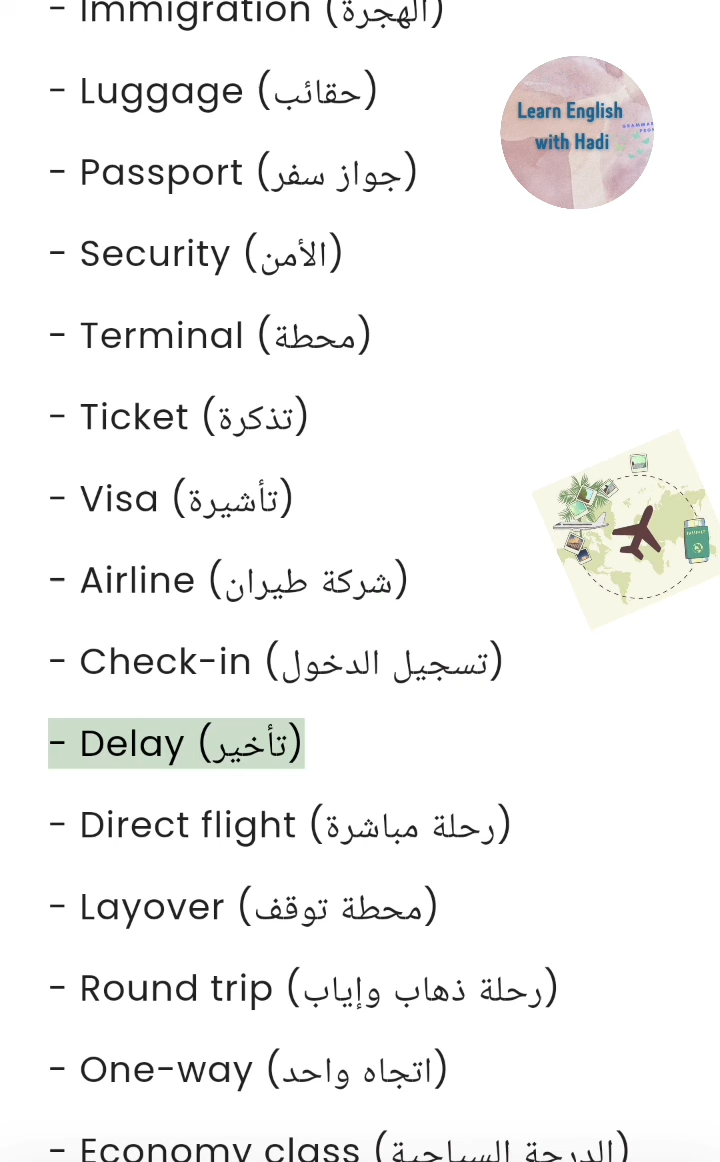 - Immigration (الهجرة)
- Luggage (حقائب)
Learn English
with Hadi
- Passport (جواز سفر)
- Security (الأمن)
- Terminal (محطة)
- Ticket (تذكرة)
- Visa (تأشيرة)
- Airline (شركة طيران)
- Check-in (تسجيل الدخول)
- Delay (تأخير)
- Direct flight (رحلة مباشرة)
- Layover (محطة توقف)
- Round trip (رحلة ذهاب وإياب)
- One-way (اتجاه واحد)
- Economy class (الدرجة السياحية)